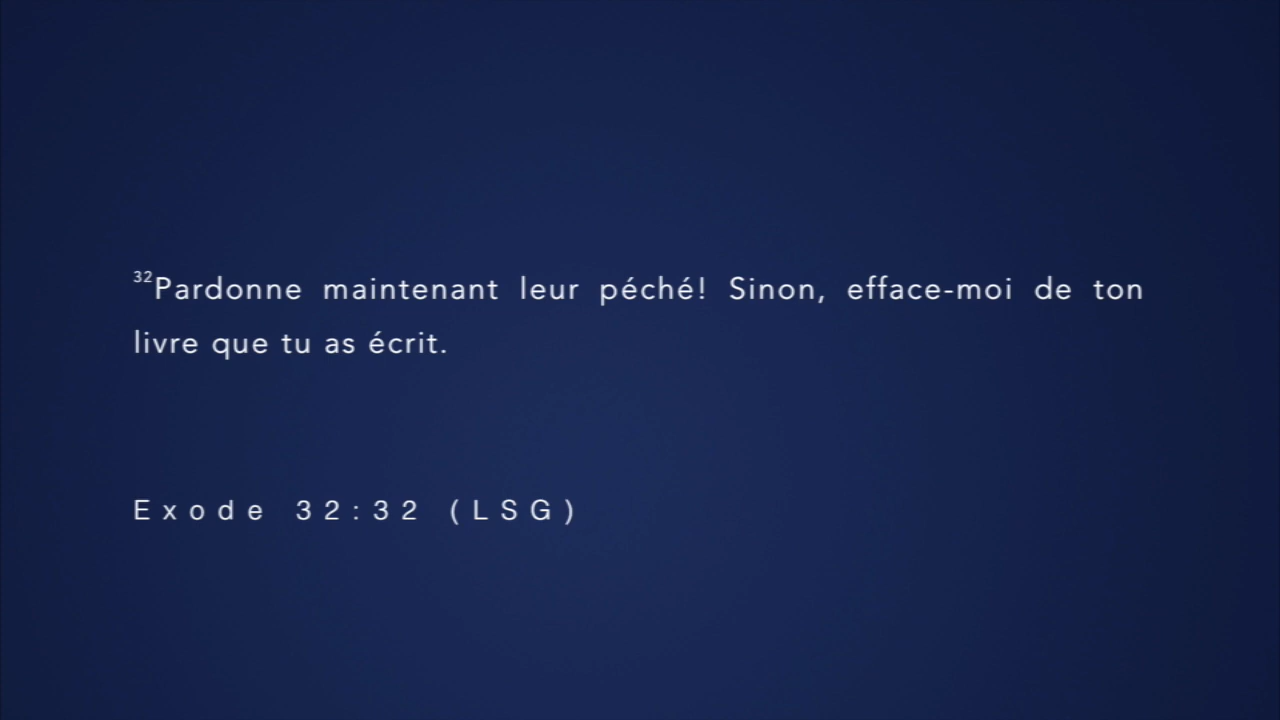 32Pardonne maintenant leur péché! Sinon, efface-moi de ton
livre que tu as écrit.
Exode 32:32 (LSG)